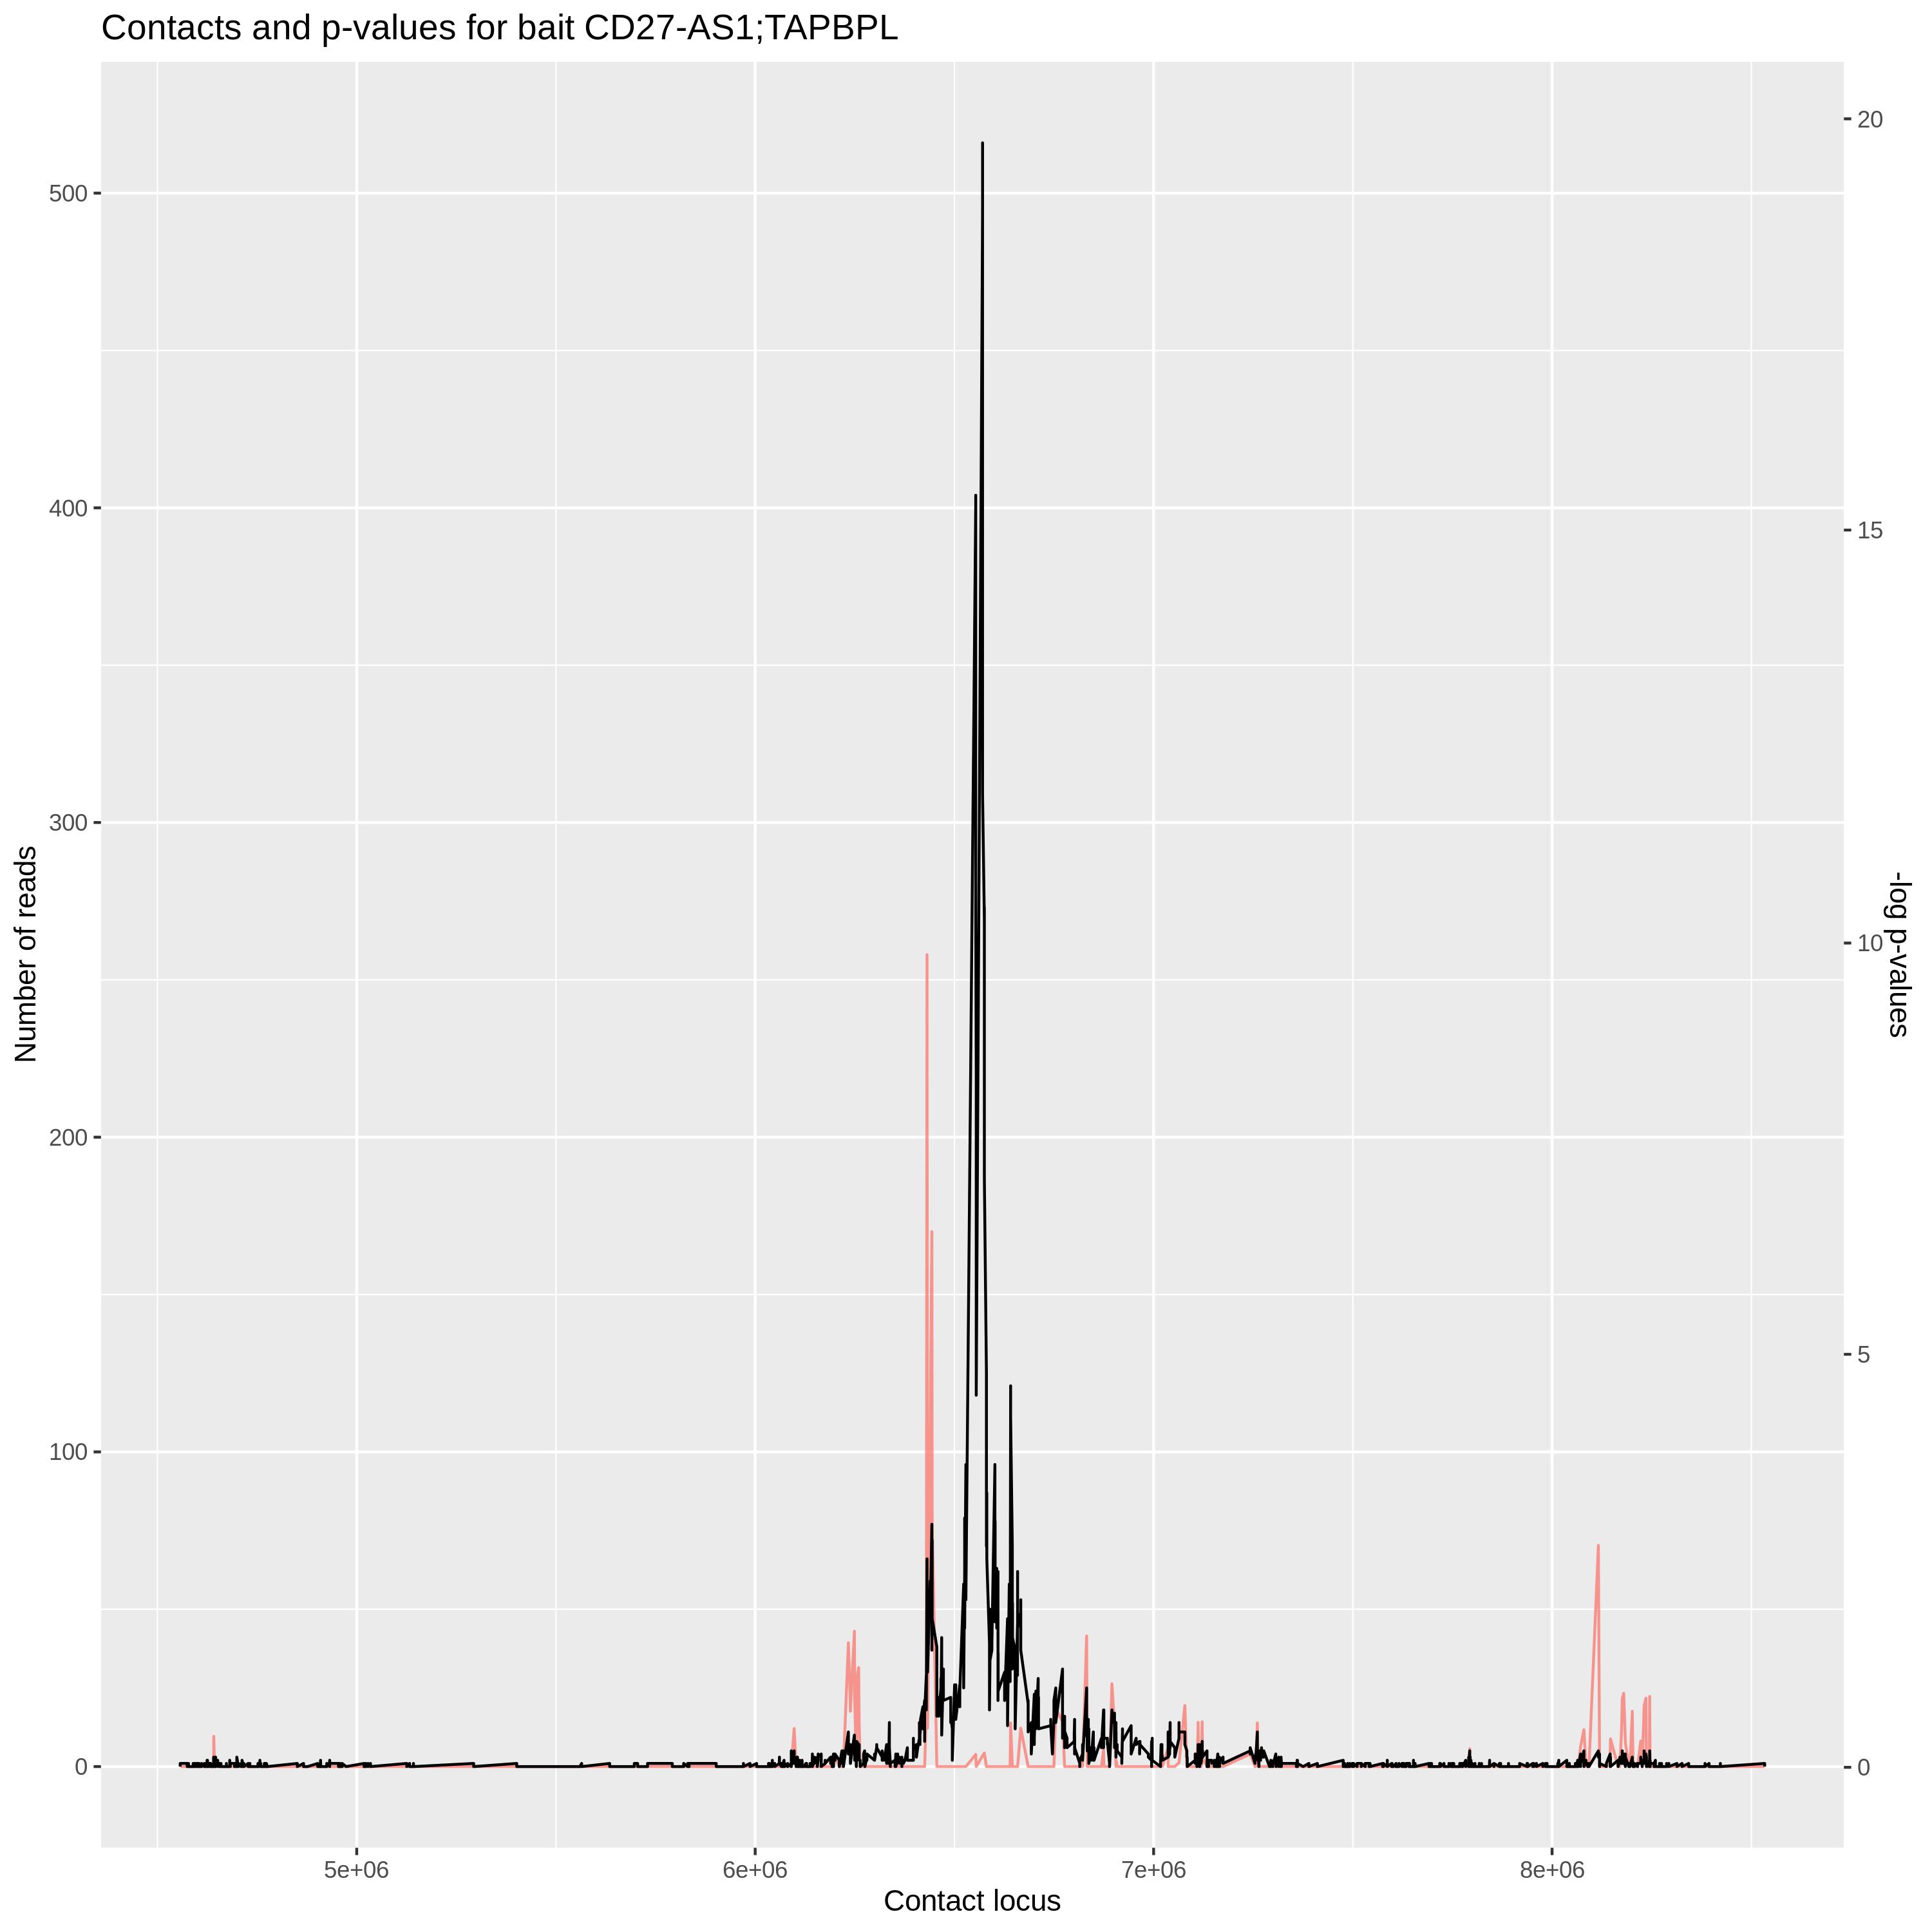 Contacts and p-values for bait CD27-AS1;TAPBPL
500
400
300
200
100
0
Number of reads
20
15
10
5
0
-log p-values
5e+06
6e+06
7e+06
8e+06
Contact locus